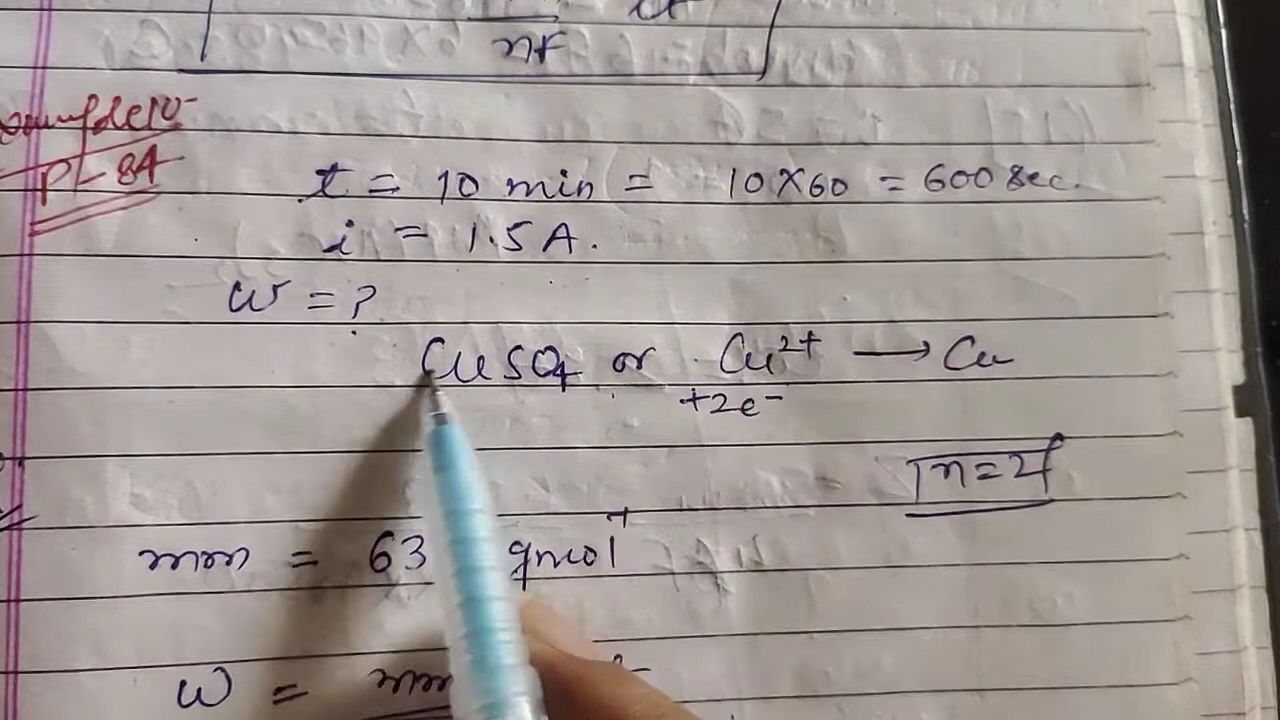 nF
P-84
t = 10 min = 10×60 = 600 sec.
i = 1.5 A.
w = ?
CuSO4 or Cu²⁺ ⟶ Cu
+2e⁻
n=2
mm = 63 gmol⁻¹
w =